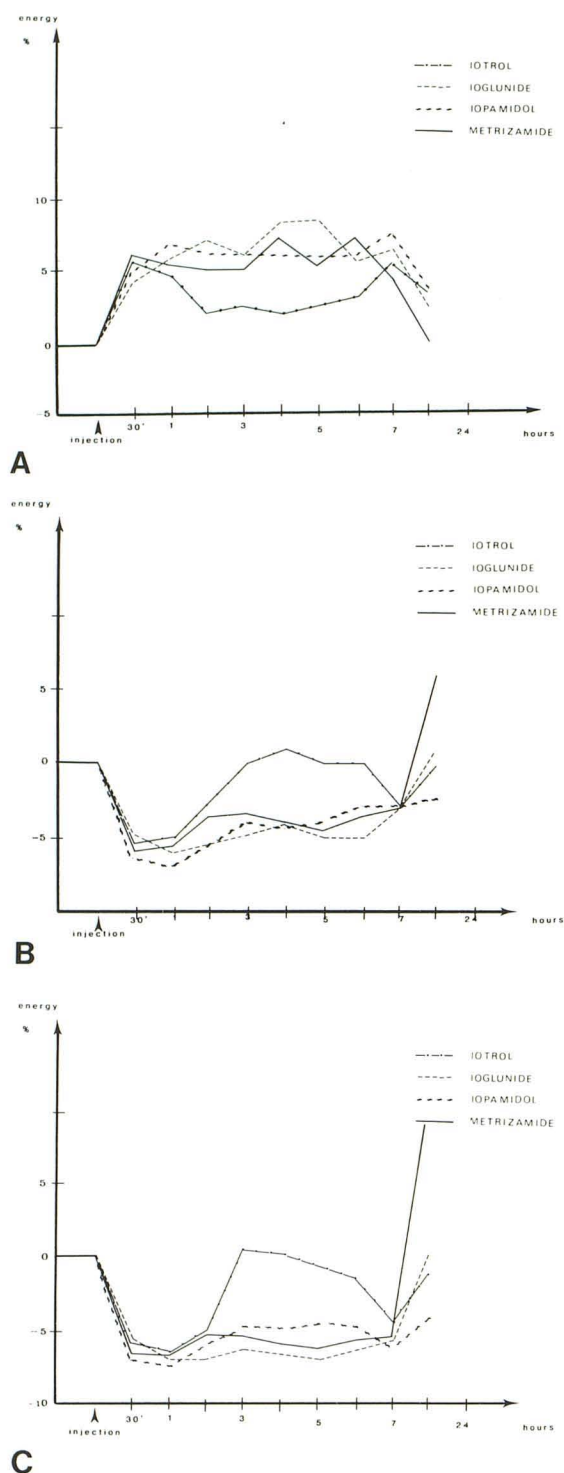 energy
%
IOTROL
IOGLUNIDE
IOPAMIDOL
METRIZAMIDE
10
5
0
-5
30' 1 3 5 7 24
injection
hours
A
energy
%
IOTROL
IOGLUNIDE
IOPAMIDOL
METRIZAMIDE
5
0
-5
30' 1 3 5 7 24
hours
injection
B
energy
%
IOTROL
IOGLUNIDE
IOPAMIDOL
METRIZAMIDE
5
0
-5
-10
30' 1 3 5 7 24
hours
injection
C